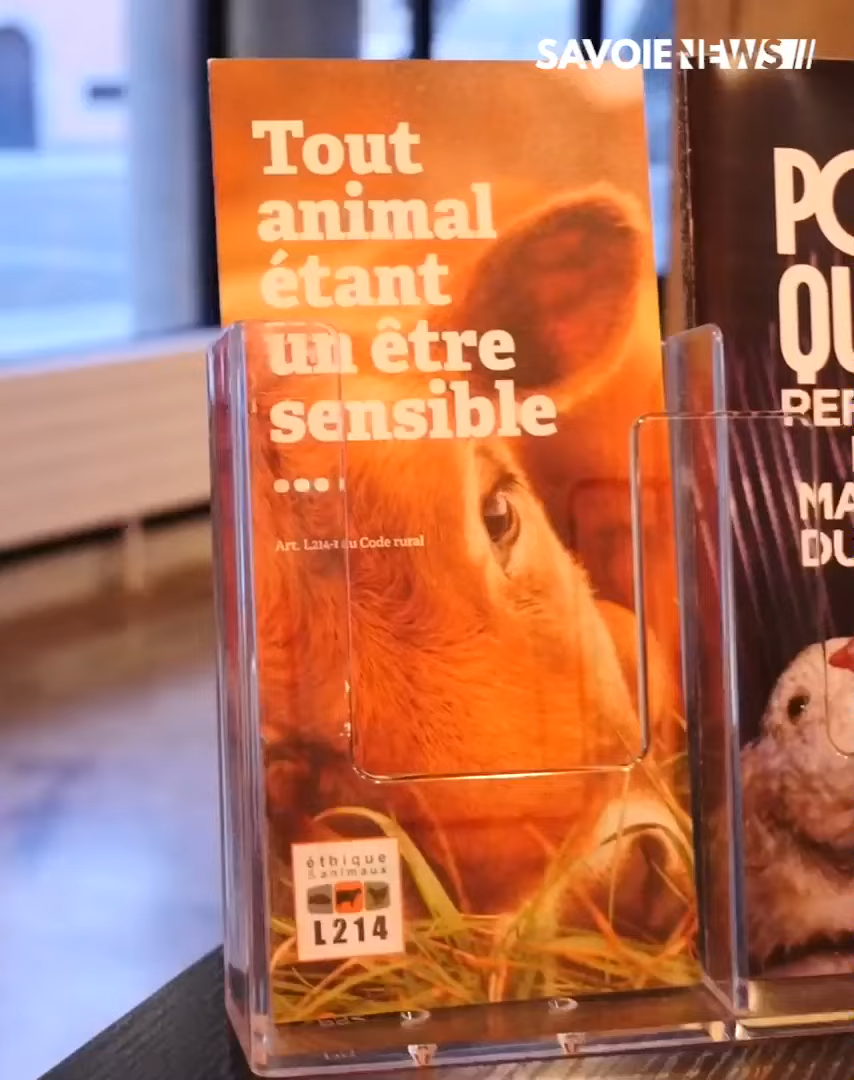 SAVOIE NEWS
Tout
animal
étant
un être
sensible
...
Art. L214-1 du Code rural
éthique
& animaux
L214
PO
QU
REF
MA
DU